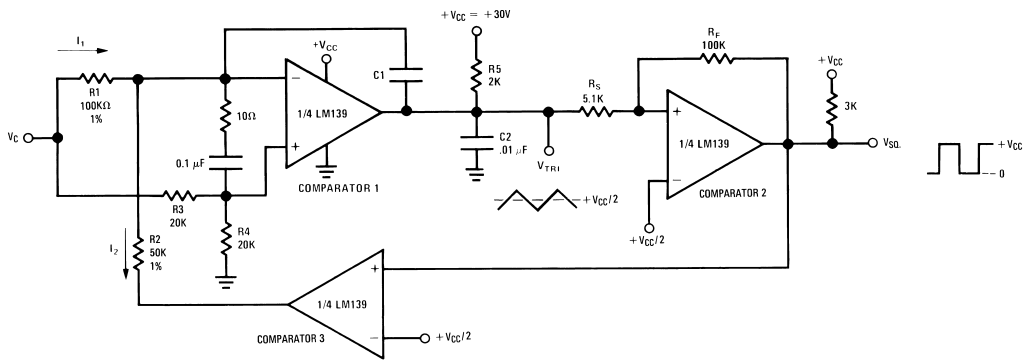 +VCC = +30V
RF
100K
I1
+VCC
+VCC
R1
100KΩ
1%
C1
R5
2K
RS
5.1K
3K
10Ω
1/4 LM139
1/4 LM139
VC
C2
.01 µF
VTRI
VSQ.
+VCC
0
0.1 µF
COMPARATOR 1
COMPARATOR 2
+VCC/2
R3
20K
+VCC/2
I2
R2
50K
1%
R4
20K
1/4 LM139
COMPARATOR 3
+VCC/2